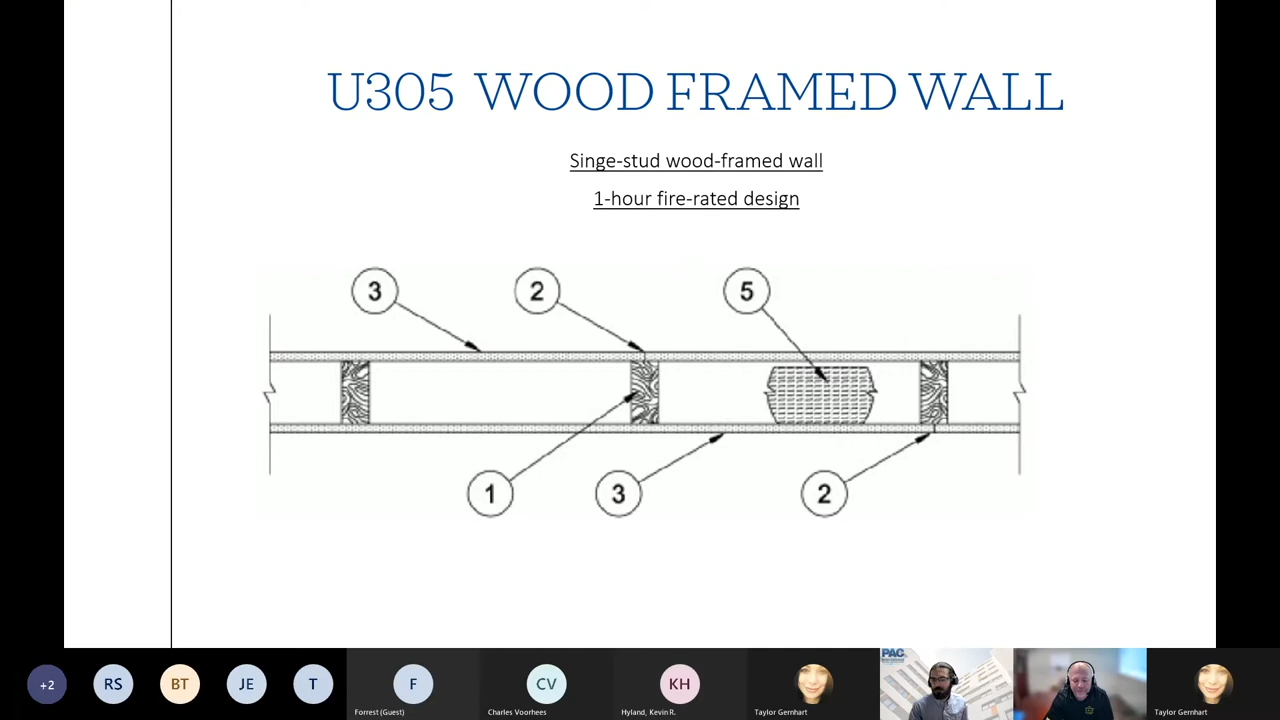 U305 WOOD FRAMED WALL
Singe-stud wood-framed wall
1-hour fire-rated design
3
2
5
1
3
2
+2
RS
BT
JE
T
F
CV
KH
PAC
Forrest (Guest)
Charles Voorhees
Hyland, Kevin R.
Taylor Gernhart
Taylor Gernhart